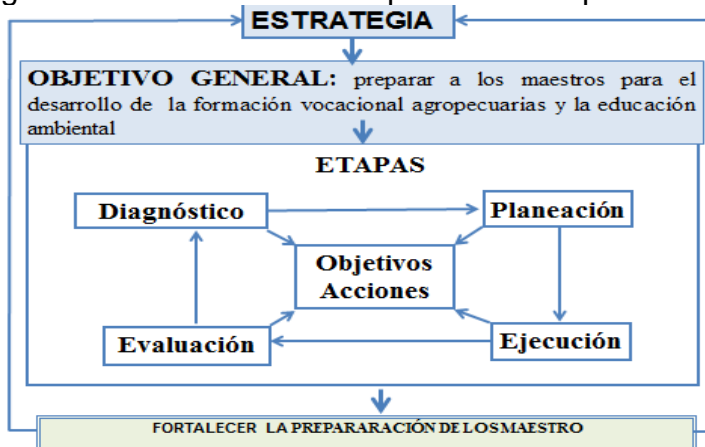 ESTRATEGIA
OBJETIVO GENERAL: preparar a los maestros para el
desarrollo de la formación vocacional agropecuarias y la educación
ambiental
ETAPAS
Diagnóstico
Planeación
Objetivos
Acciones
Evaluación
Ejecución
FORTALECER LA PREPARARACIÓN DE LOS MAESTRO